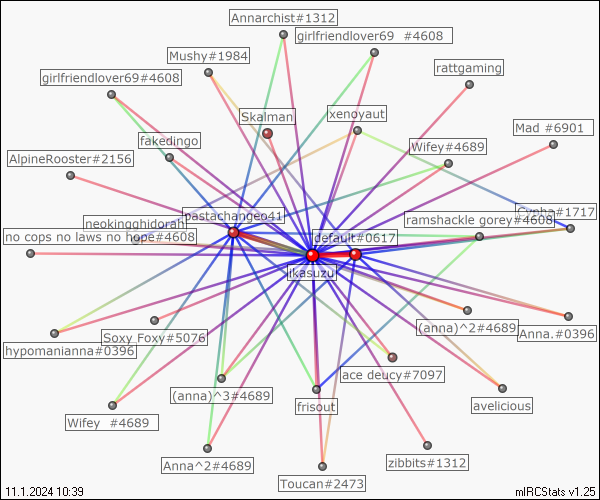 Annarchist#1312
girlfriendlover69 #4608
Mushy#1984
rattgaming
girlfriendlover69#4608
Skalman
xenoyaut
Mad #6901
fakedingo
Wifey#4689
AlpineRooster#2156
pastachangeo41
Cypha#1717
neokingghidorah
ramshackle gorey#4608
no cops no laws no hope#4608
default#0617
kasuzu
(anna)^2#4689
Anna.#0396
Soxy Foxy#5076
hypomanianna#0396
ace deucy#7097
(anna)^3#4689
frisout
avelicious
Wifey #4689
Anna^2#4689
zibbits#1312
Toucan#2473
11.1.2024 10:39
mIRCStats v1.25